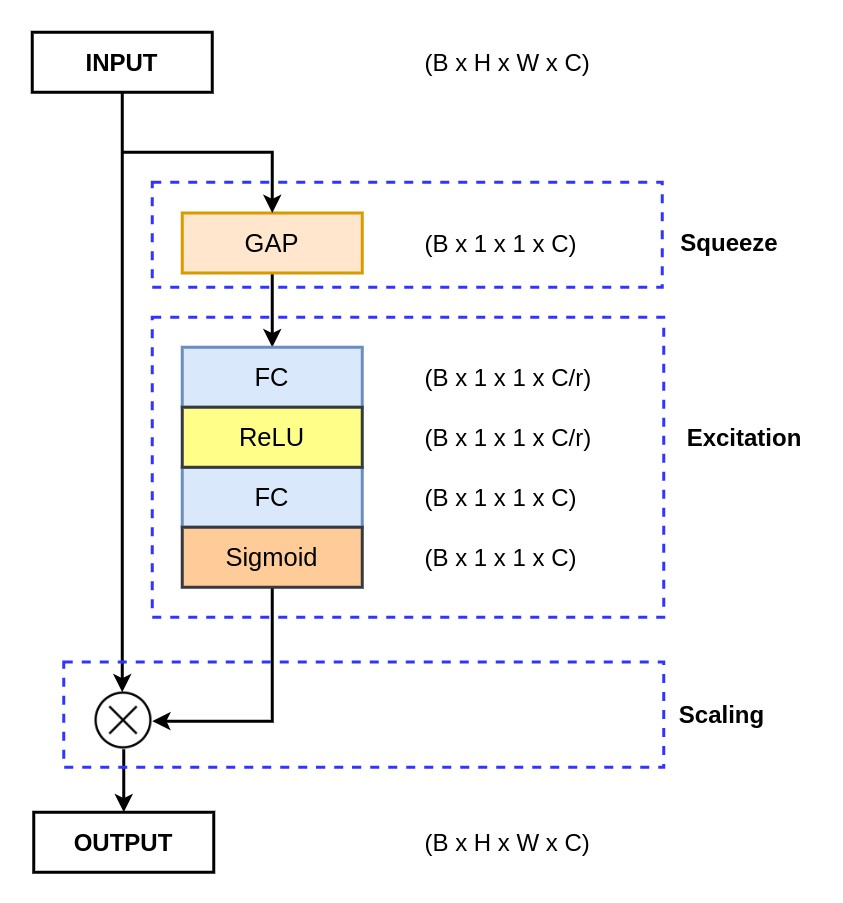 INPUT (B x H x W x C)
GAP (B x 1 x 1 x C) Squeeze
FC (B x 1 x 1 x C/r)
ReLU (B x 1 x 1 x C/r) Excitation
FC (B x 1 x 1 x C)
Sigmoid (B x 1 x 1 x C)
Scaling
OUTPUT (B x H x W x C)